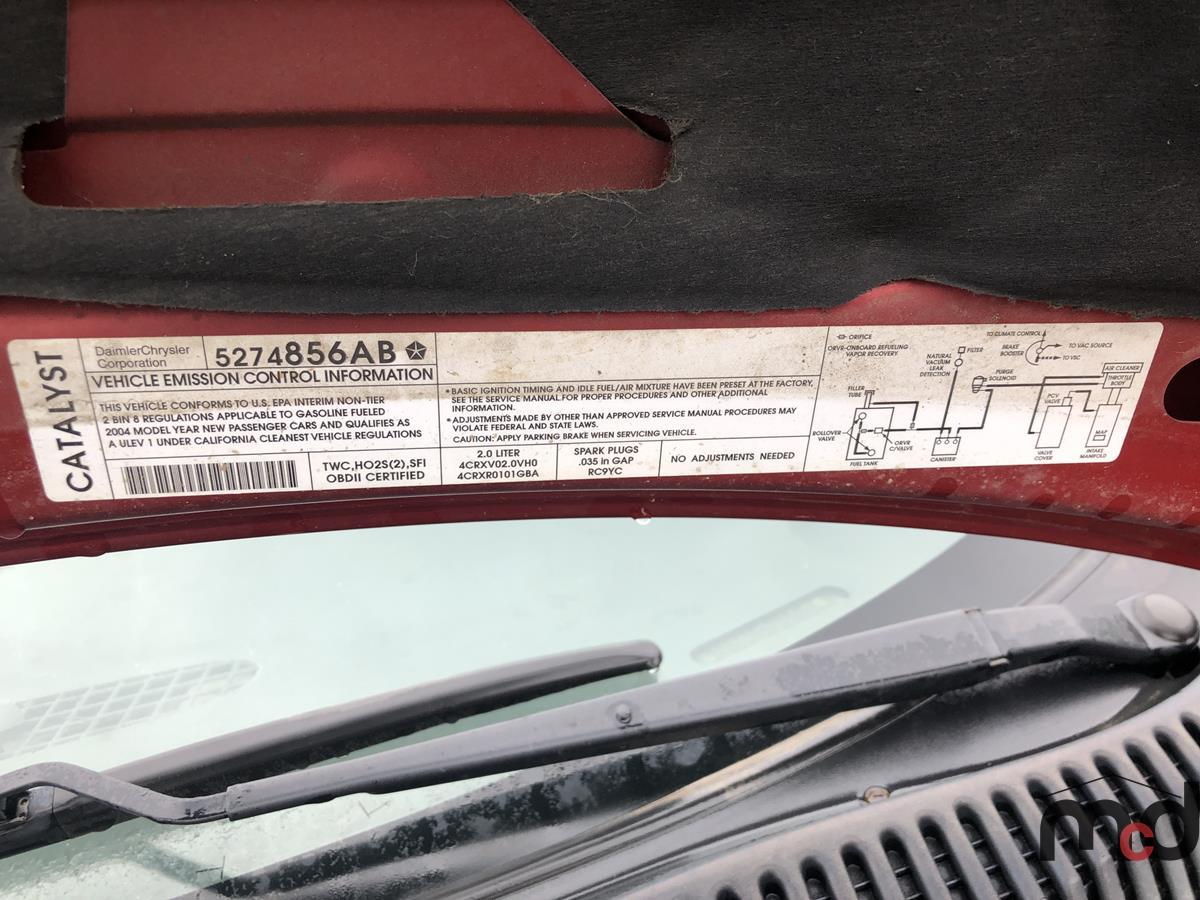 CATALYST
DaimlerChrysler
Corporation
5274856AB
VEHICLE EMISSION CONTROL INFORMATION
THIS VEHICLE CONFORMS TO U.S. EPA INTERIM NON-TIER
2 BIN 8 REGULATIONS APPLICABLE TO GASOLINE FUELED
2004 MODEL YEAR NEW PASSENGER CARS AND QUALIFIES AS
A ULEV 1 UNDER CALIFORNIA CLEANEST VEHICLE REGULATIONS
TWC,HO2S(2),SFI
OBDII CERTIFIED
• BASIC IGNITION TIMING AND IDLE FUEL/AIR MIXTURE HAVE BEEN PRESET AT THE FACTORY,
SEE THE SERVICE MANUAL FOR PROPER PROCEDURES AND OTHER ADDITIONAL
INFORMATION.
• ADJUSTMENTS MADE BY OTHER THAN APPROVED SERVICE MANUAL PROCEDURES MAY
VIOLATE FEDERAL AND STATE LAWS.
CAUTION: APPLY PARKING BRAKE WHEN SERVICING VEHICLE.
2.0 LITER
4CRXV02.0VH0
4CRXR0101GBA
SPARK PLUGS
.035 in GAP
RC9YC
NO ADJUSTMENTS NEEDED
ORIFICE
ORVR-ONBOARD REFUELING
VAPOR RECOVERY
FILLER
TUBE
ROLLOVER
VALVE
FUEL TANK
ORVR
C/VALVE
NATURAL
VACUUM
LEAK
DETECTION
FILTER
CANISTER
PURGE
SOLENOID
TO CLIMATE CONTROL
BRAKE
BOOSTER
TO VAC SOURCE
TO VSC
AIR CLEANER
THROTTLE
BODY
PCV
VALVE
VALVE
COVER
MAP
INTAKE
MANIFOLD
mcd